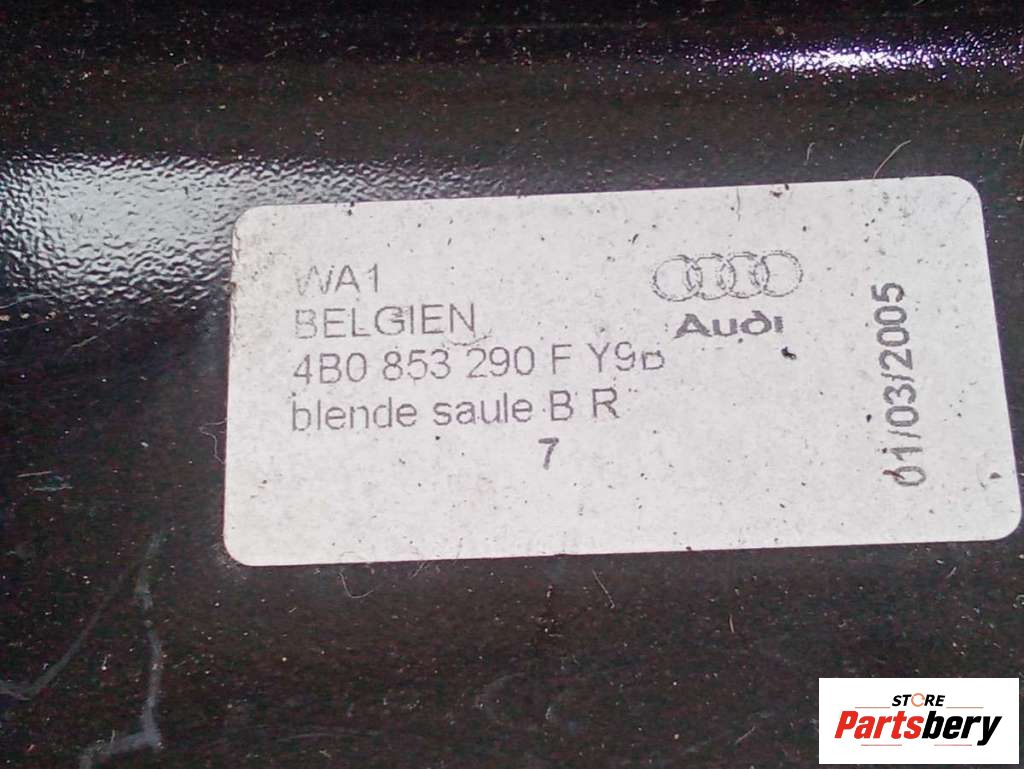 WA1
BELGIEN
4B0 853 290 F Y9B
blende saule B R
7
Audi
01/03/2005
STORE
Partsbery